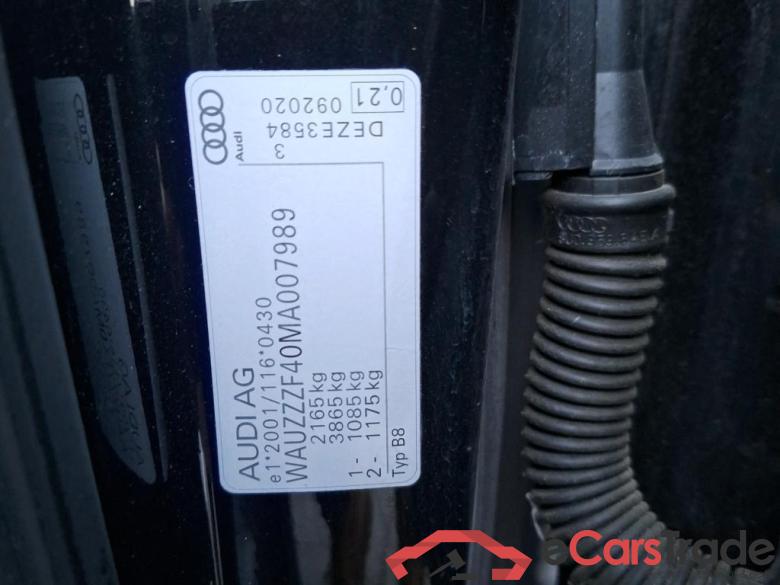 AUDI AG
e1*2001/116*0430
WAUZZZF40MA007989
2165 kg
3865 kg
1- 1085 kg
2- 1175 kg
Typ B8
Audi
3
DEZE3584
092020
0,21
eCarstrade
.com